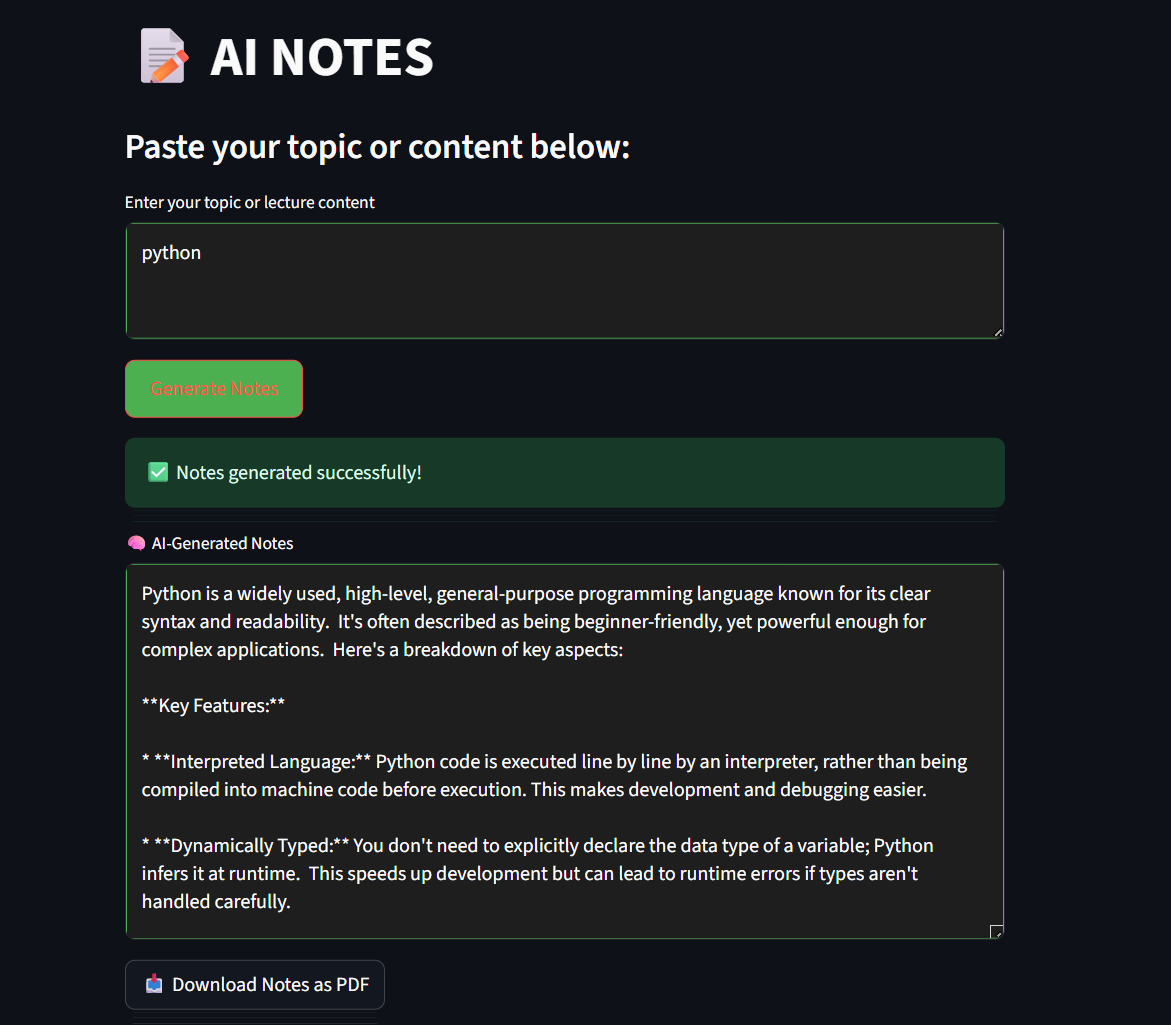 AI NOTES
Paste your topic or content below:
Enter your topic or lecture content
python
Generate Notes
Notes generated successfully!
AI-Generated Notes
Python is a widely used, high-level, general-purpose programming language known for its clear
syntax and readability.  It's often described as being beginner-friendly, yet powerful enough for
complex applications.  Here's a breakdown of key aspects:
**Key Features:**
* **Interpreted Language:** Python code is executed line by line by an interpreter, rather than being
compiled into machine code before execution. This makes development and debugging easier.
* **Dynamically Typed:** You don't need to explicitly declare the data type of a variable; Python
infers it at runtime.  This speeds up development but can lead to runtime errors if types aren't
handled carefully.
Download Notes as PDF